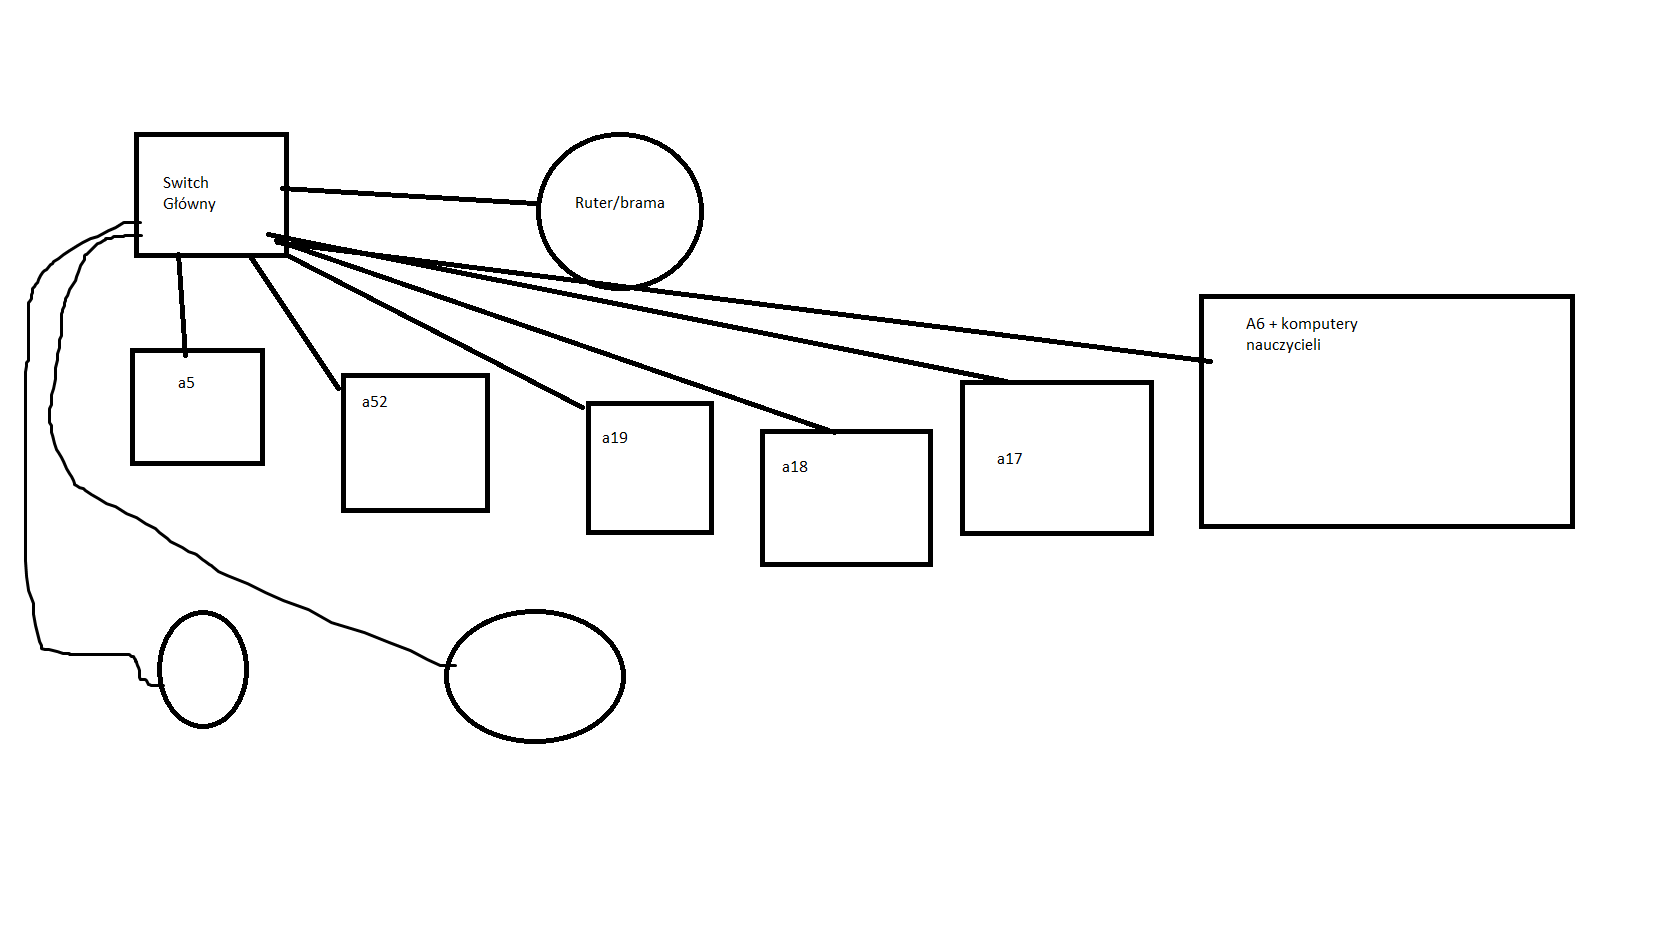 Switch
Główny
Ruter/brama
A6 + komputery
nauczycieli
a5
a52
a19
a18
a17